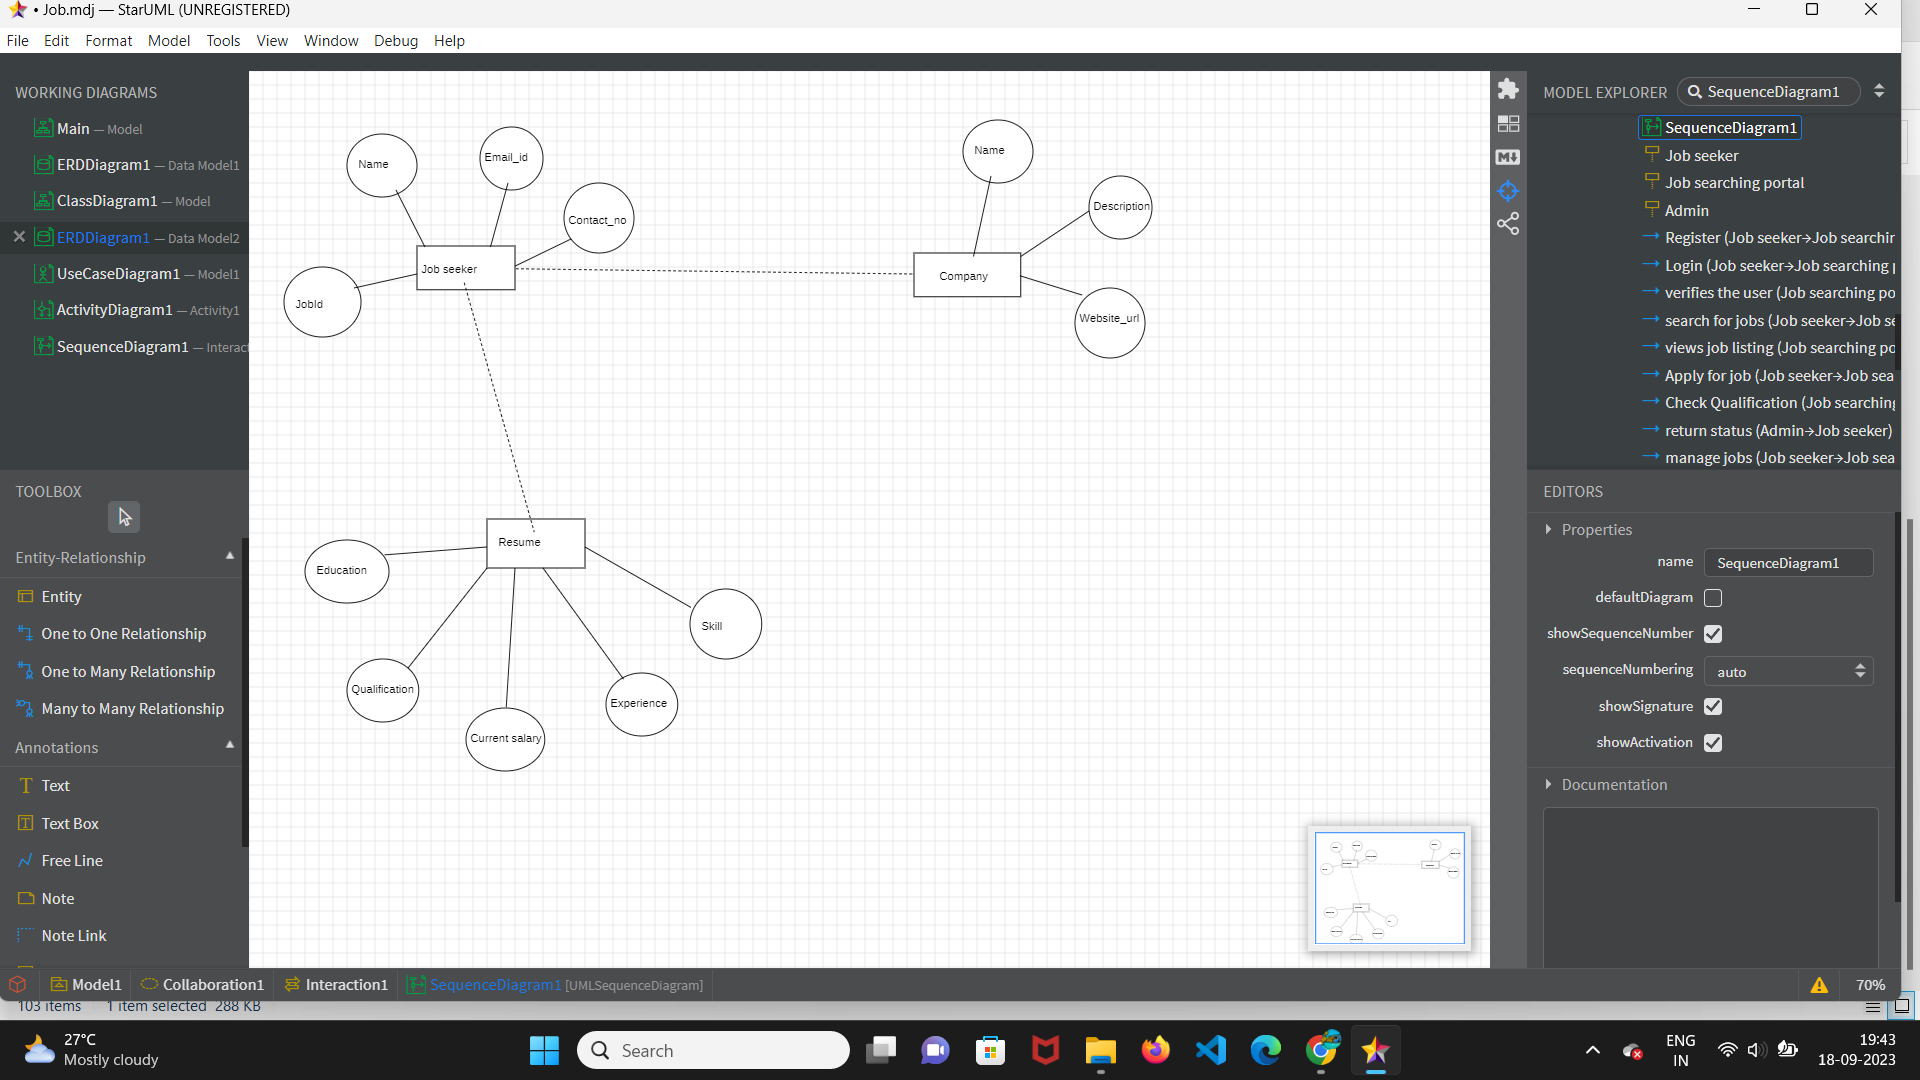 • Job.mdj — StarUML (UNREGISTERED)
File Edit Format Model Tools View Window Debug Help
WORKING DIAGRAMS
Main — Model
ERDDiagram1 — Data Model1
ClassDiagram1 — Model
ERDDiagram1 — Data Model2
UseCaseDiagram1 — Model1
ActivityDiagram1 — Activity1
SequenceDiagram1 — Interact
TOOLBOX
Entity-Relationship
Entity
One to One Relationship
One to Many Relationship
Many to Many Relationship
Annotations
Text
Text Box
Free Line
Note
Note Link
Name
Email_id
Contact_no
JobId
Job seeker
Name
Description
Company
Website_url
Resume
Education
Skill
Qualification
Experience
Current salary
MODEL EXPLORER
SequenceDiagram1
SequenceDiagram1
Job seeker
Job searching portal
Admin
Register (Job seeker→Job searchin
Login (Job seeker→Job searching p
verifies the user (Job searching po
search for jobs (Job seeker→Job se
views job listing (Job searching po
Apply for job (Job seeker→Job sea
Check Qualification (Job searching
return status (Admin→Job seeker)
manage jobs (Job seeker→Job sea
EDITORS
Properties
name SequenceDiagram1
defaultDiagram
showSequenceNumber
sequenceNumbering auto
showSignature
showActivation
Documentation
Model1 Collaboration1 Interaction1 SequenceDiagram1 [UMLSequenceDiagram] 70%
103 items 1 item selected 288 KB
27°C
Mostly cloudy
Search
ENG
IN
19:43
18-09-2023